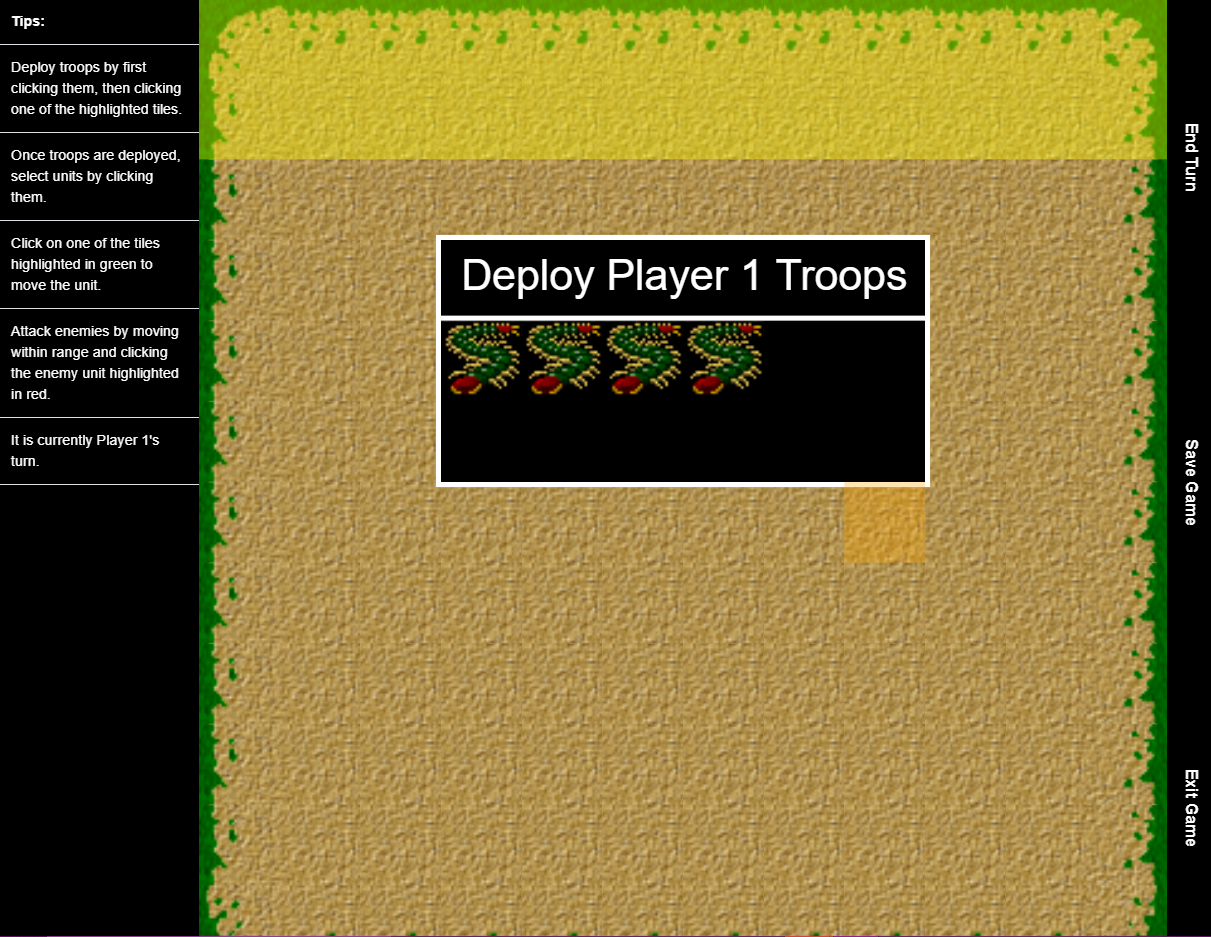 Tips:
Deploy troops by first
clicking them, then clicking
one of the highlighted tiles.
Once troops are deployed,
select units by clicking
them.
Click on one of the tiles
highlighted in green to
move the unit.
Attack enemies by moving
within range and clicking
the enemy unit highlighted
in red.
It is currently Player 1's
turn.
Deploy Player 1 Troops
End Turn
Save Game
Exit Game